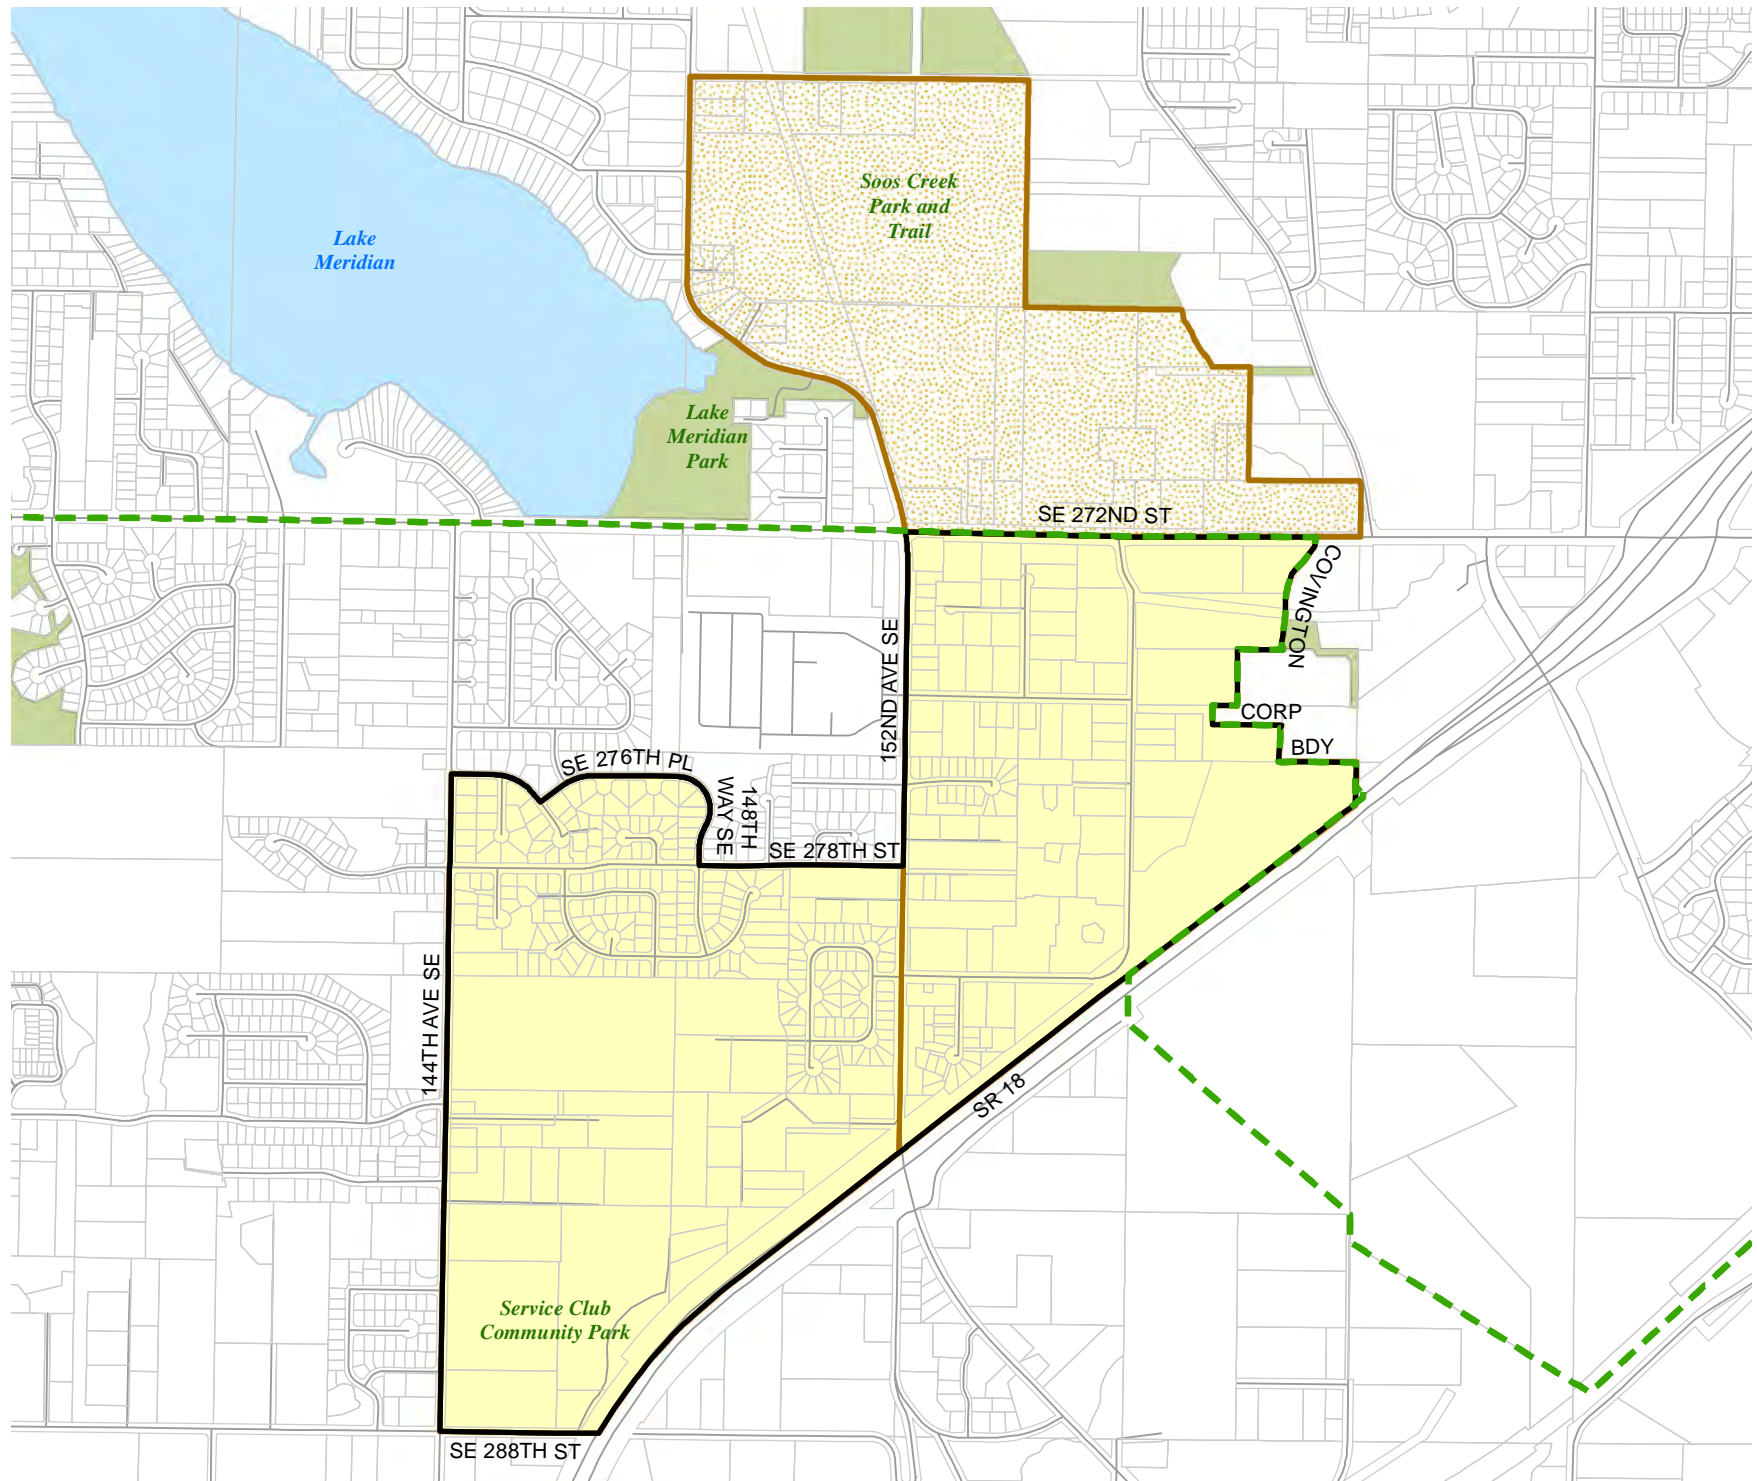 Soos Creek
Park and
Trail
Lake
Meridian
Lake
Meridian
Park
SE 272ND ST
COVINGTON
152ND AVE SE
CORP
BDY
SE 276TH PL
148TH
WAY SE
SE 278TH ST
144TH AVE SE
SR 18
Service Club
Community Park
SE 288TH ST